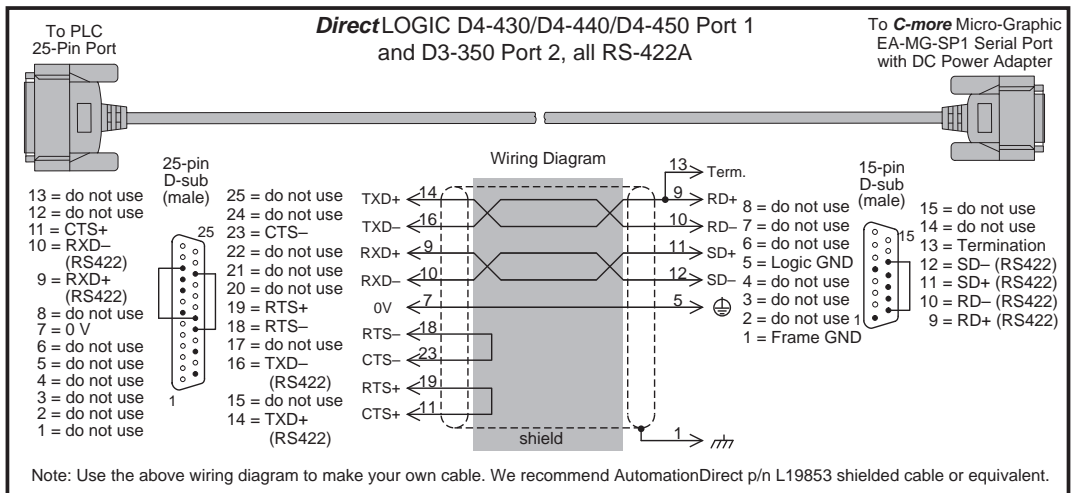 To PLC
25-Pin Port
DirectLOGIC D4-430/D4-440/D4-450 Port 1
and D3-350 Port 2, all RS-422A
To C-more Micro-Graphic
EA-MG-SP1 Serial Port
with DC Power Adapter
25-pin
D-sub
(male)
13 = do not use
12 = do not use
11 = CTS+
10 = RXD–
(RS422)
9 = RXD+
(RS422)
8 = do not use
7 = 0 V
6 = do not use
5 = do not use
4 = do not use
3 = do not use
2 = do not use
1 = do not use
25
1
25 = do not use
24 = do not use
23 = CTS–
22 = do not use
21 = do not use
20 = do not use
19 = RTS+
18 = RTS–
17 = do not use
16 = TXD–
(RS422)
15 = do not use
14 = TXD+
(RS422)
Wiring Diagram
TXD+ 14
TXD– 16
RXD+ 9
RXD– 10
0V 7
RTS– 18
CTS– 23
RTS+ 19
CTS+ 11
shield
13 Term.
9 RD+
10 RD–
11 SD+
12 SD–
5
1
15-pin
D-sub
(male)
8 = do not use
7 = do not use
6 = do not use
5 = Logic GND
4 = do not use
3 = do not use
2 = do not use
1 = Frame GND
15
1
15 = do not use
14 = do not use
13 = Termination
12 = SD– (RS422)
11 = SD+ (RS422)
10 = RD– (RS422)
9 = RD+ (RS422)
Note: Use the above wiring diagram to make your own cable. We recommend AutomationDirect p/n L19853 shielded cable or equivalent.